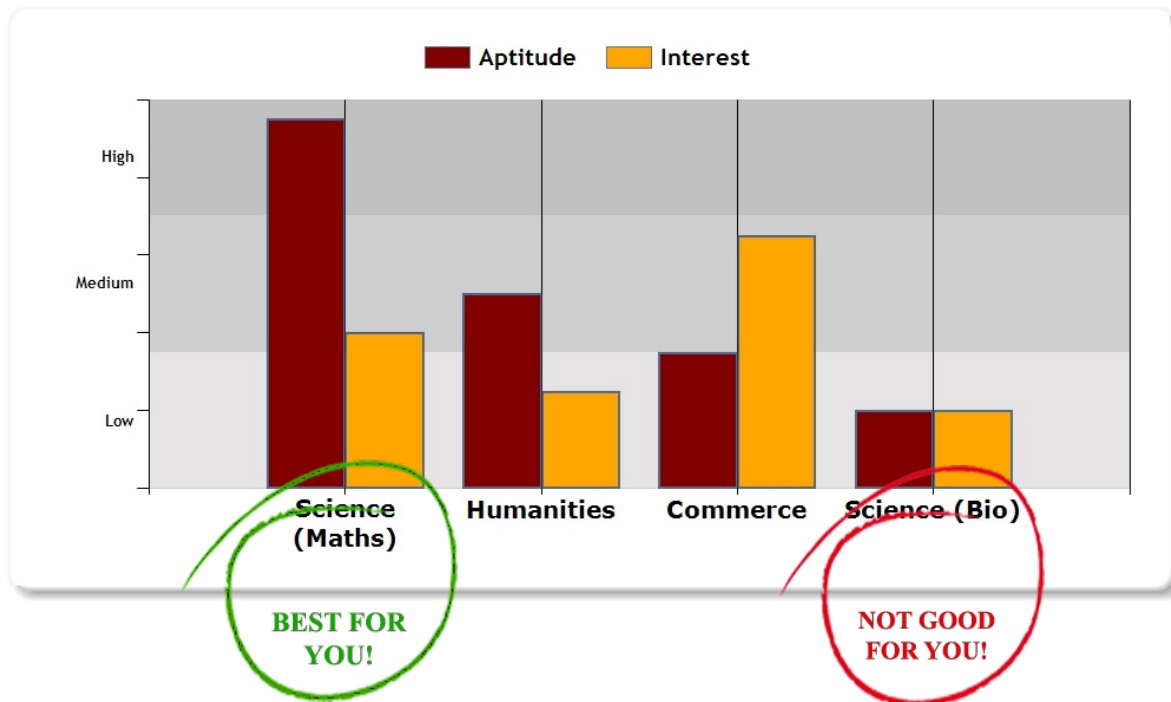 Aptitude Interest
High
Medium
Low
Science
(Maths)
Humanities
Commerce
Science (Bio)
BEST FOR
YOU!
NOT GOOD
FOR YOU!